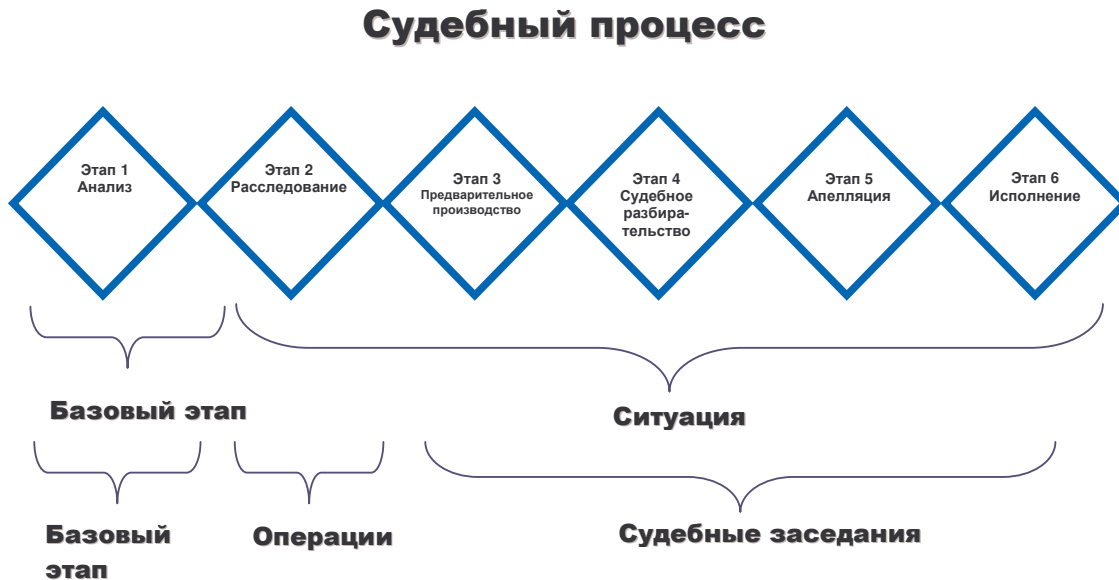 Судебный процесс
Этап 1
Анализ
Этап 2
Расследование
Этап 3
Предварительное
производство
Этап 4
Судебное
разбира-
тельство
Этап 5
Апелляция
Этап 6
Исполнение
Базовый этап
Ситуация
Базовый
этап
Операции
Судебные заседания